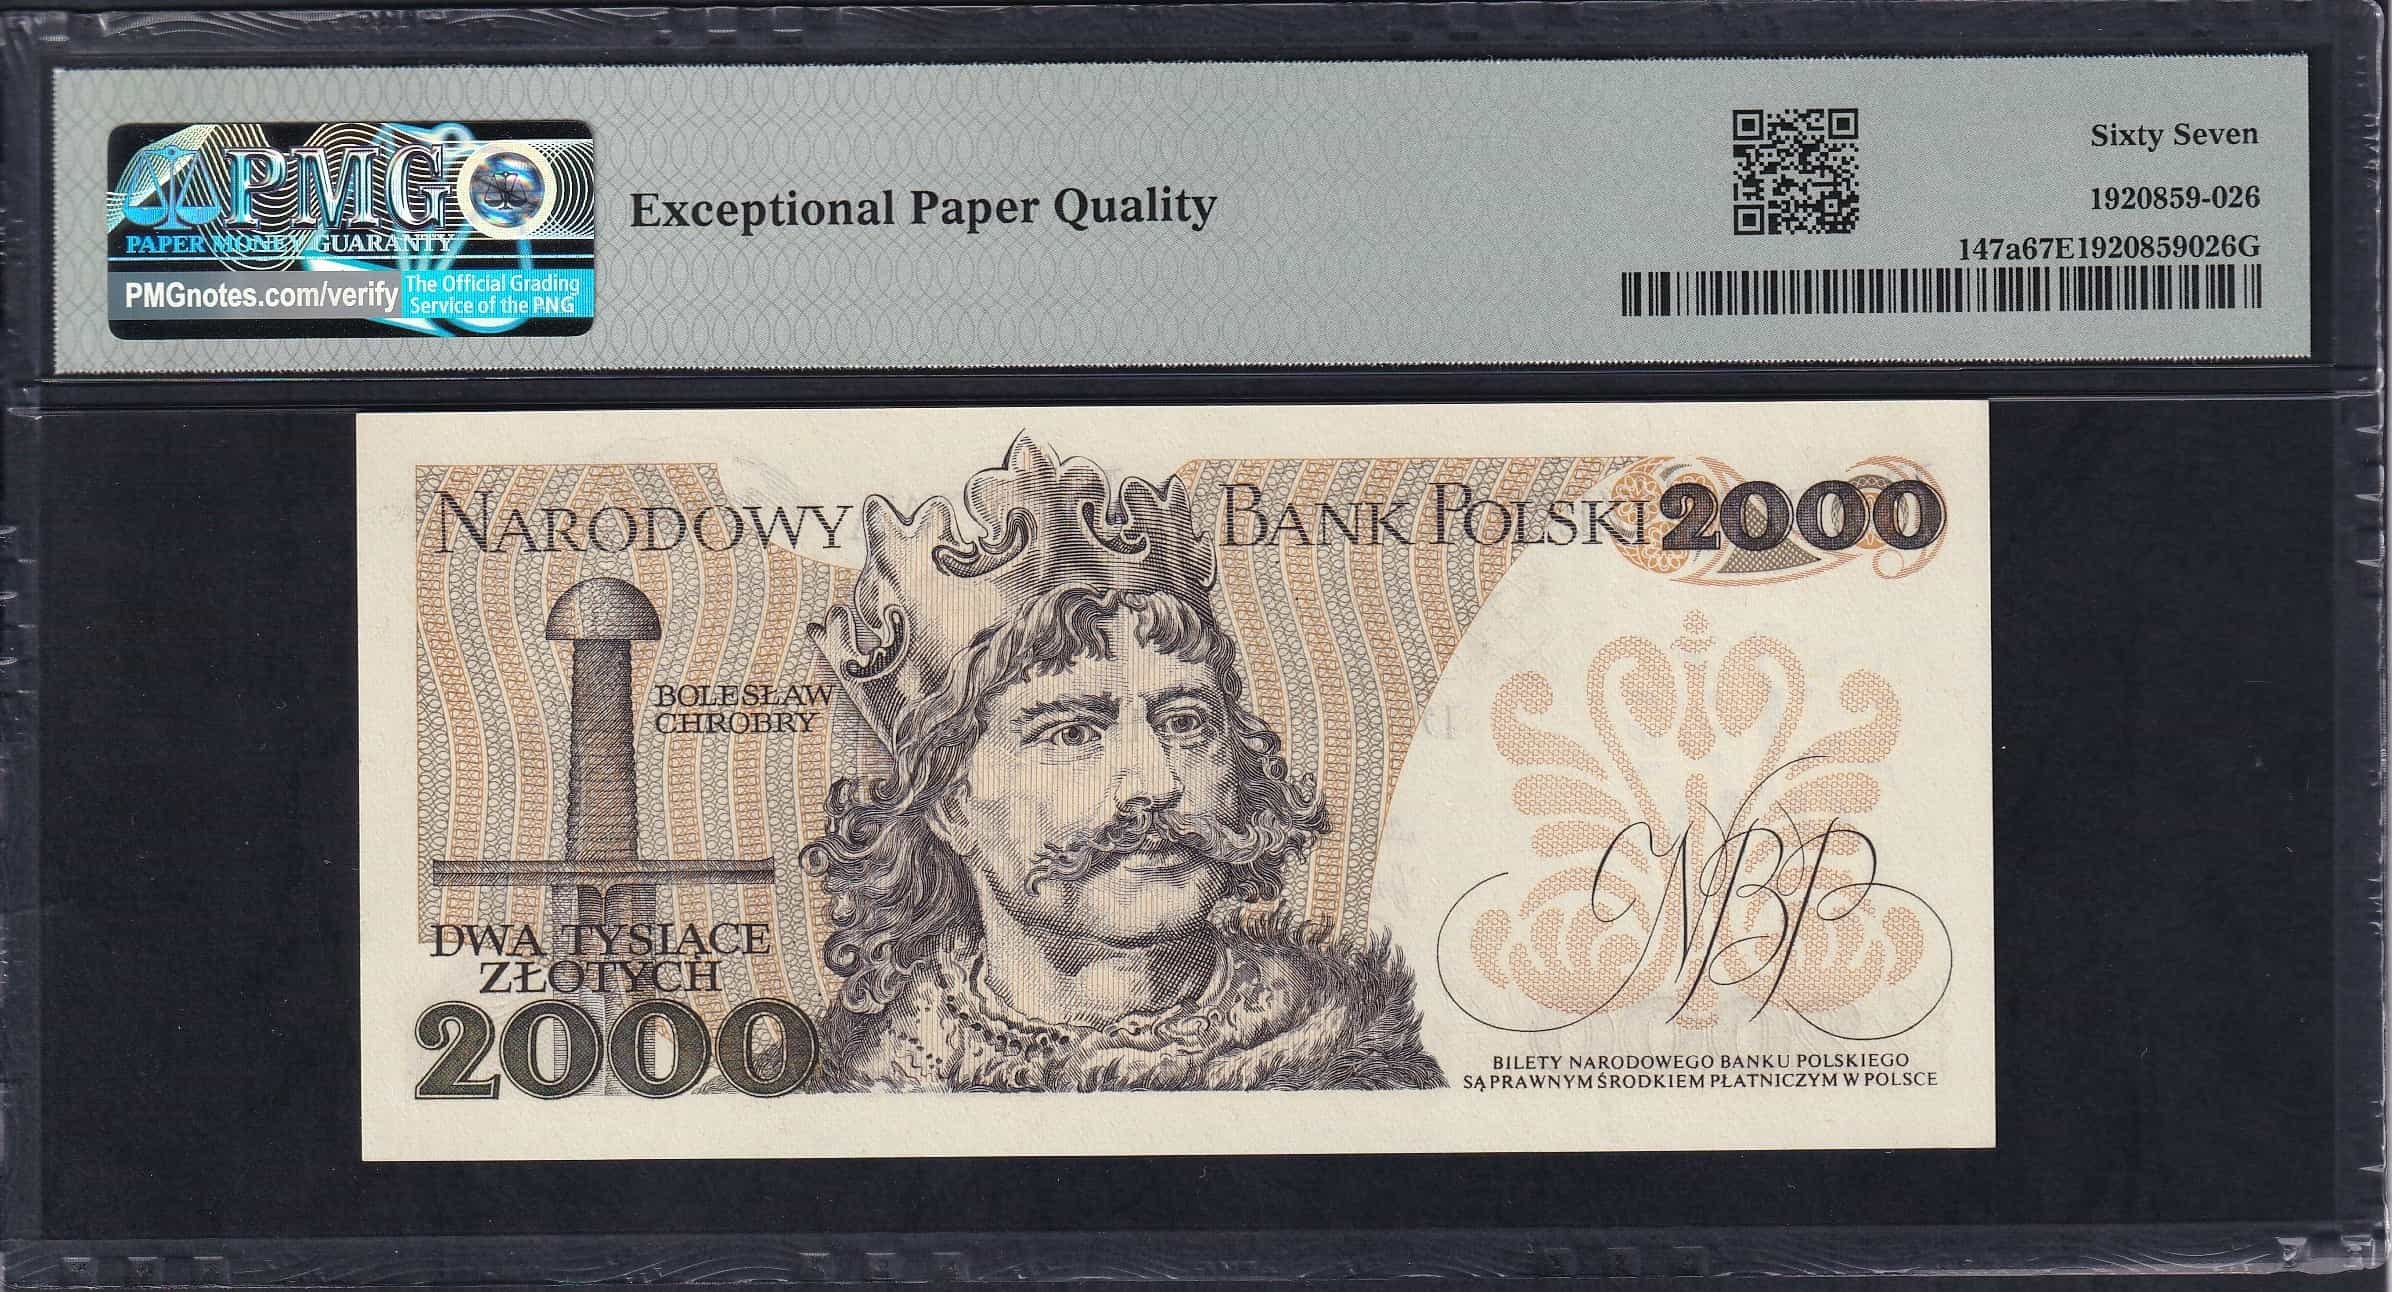 PMG
PAPER MONEY GUARANTY
PMGnotes.com/verify
The Official Grading
Service of the PNG
Exceptional Paper Quality
Sixty Seven
1920859-026
147a67E1920859026G
NARODOWY BANK POLSKI 2000
BOLESŁAW
CHROBRY
DWA TYSIĄCE
ZŁOTYCH
2000
NBP
BILETY NARODOWEGO BANKU POLSKIEGO
SĄ PRAWNYM ŚRODKIEM PŁATNICZYM W POLSCE